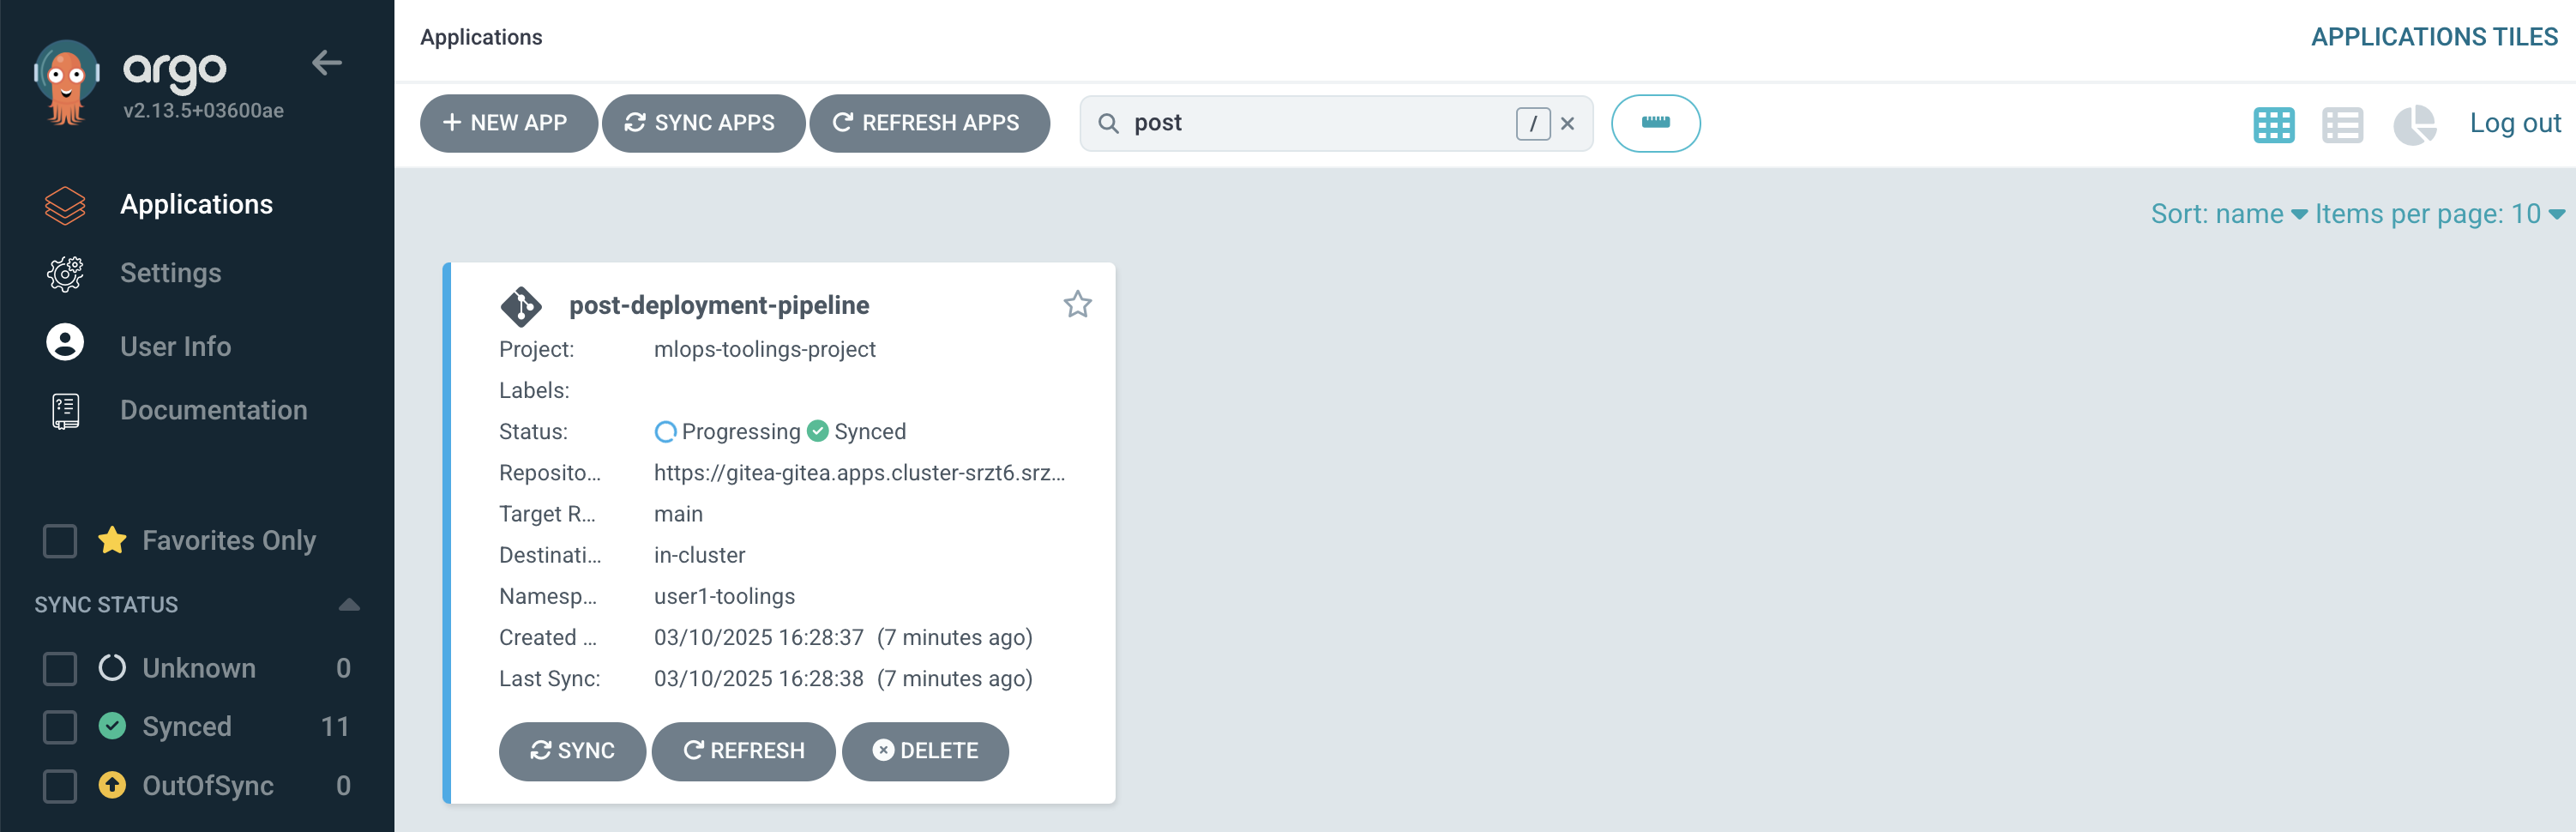 argo
v2.13.5+03600ae
Applications
Settings
User Info
Documentation
Favorites Only
SYNC STATUS
Unknown 0
Synced 11
OutOfSync 0
Applications
APPLICATIONS TILES
+ NEW APP
SYNC APPS
REFRESH APPS
post
/
Log out
Sort: name
Items per page: 10
post-deployment-pipeline
Project: mlops-toolings-project
Labels:
Status: Progressing Synced
Reposito... https://gitea-gitea.apps.cluster-srzt6.srz...
Target R... main
Destinati... in-cluster
Namesp... user1-toolings
Created ... 03/10/2025 16:28:37 (7 minutes ago)
Last Sync: 03/10/2025 16:28:38 (7 minutes ago)
SYNC
REFRESH
DELETE